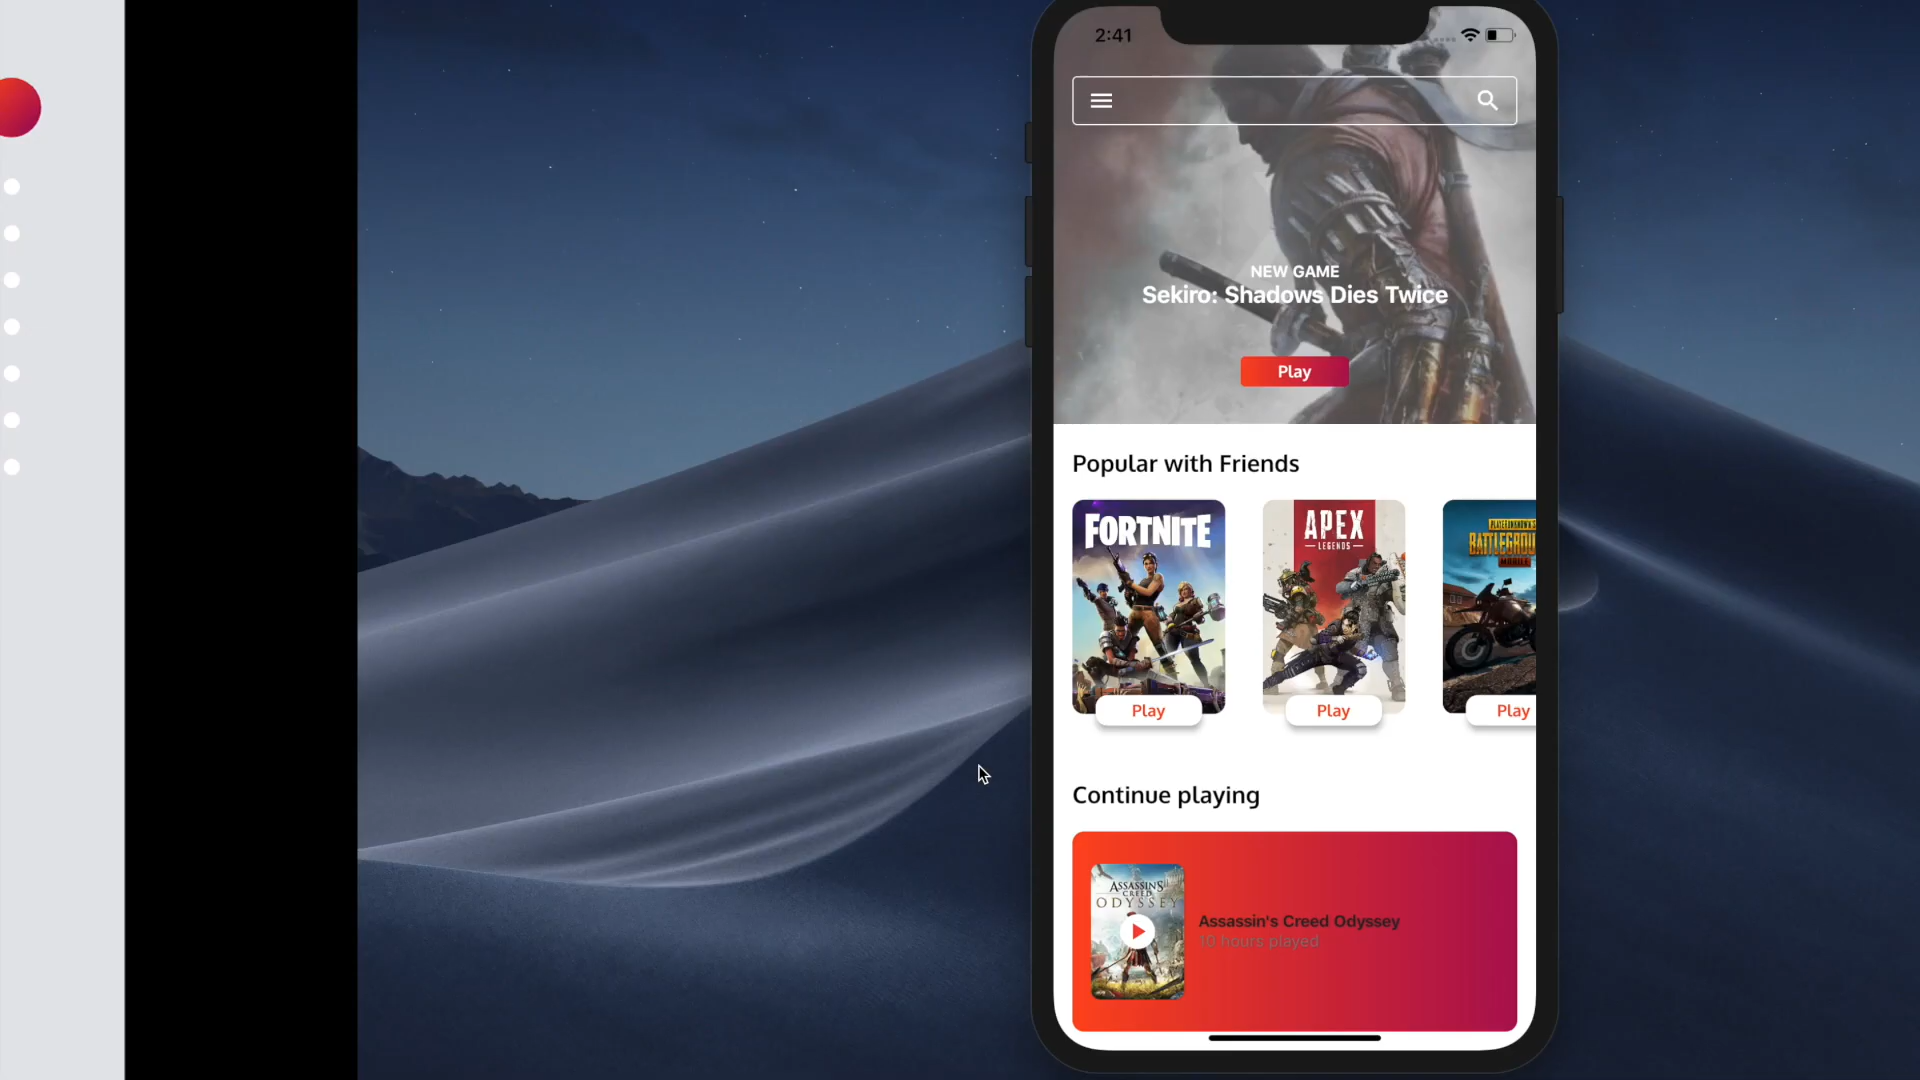 2:41
NEW GAME
Sekiro: Shadows Dies Twice
Play
Popular with Friends
FORTNITE
APEX
LEGENDS
MOBILE
Play
Play
Play
Continue playing
ASSASSIN'S
CREED
ODYSSEY
Assassin's Creed Odyssey
10 hours played